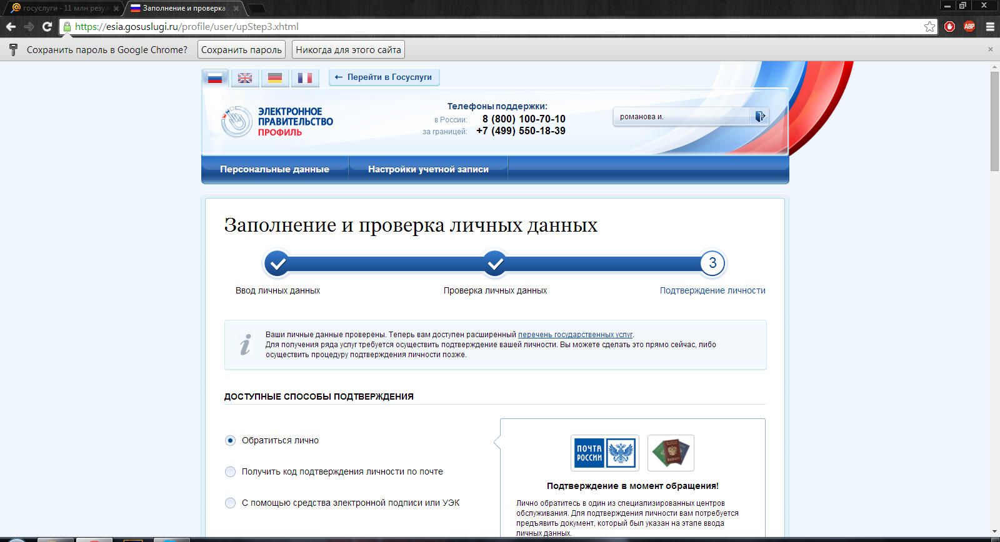 госуслуги - 11 млн резул
Заполнение и проверка
https://esia.gosuslugi.ru/profile/user/upStep3.xhtml
ABP
Сохранить пароль в Google Chrome?
Сохранить пароль
Никогда для этого сайта
← Перейти в Госуслуги
ЭЛЕКТРОННОЕ
ПРАВИТЕЛЬСТВО
ПРОФИЛЬ
Телефоны поддержки:
в России: 8 (800) 100-70-10
за границей: +7 (499) 550-18-39
романова и.
Персональные данные
Настройки учетной записи
Заполнение и проверка личных данных
3
Ввод личных данных
Проверка личных данных
Подтверждение личности
i
Ваши личные данные проверены. Теперь вам доступен расширенный перечень государственных услуг.
Для получения ряда услуг требуется осуществить подтверждение вашей личности. Вы можете сделать это прямо сейчас, либо
осуществить процедуру подтверждения личности позже.
ДОСТУПНЫЕ СПОСОБЫ ПОДТВЕРЖДЕНИЯ
Обратиться лично
Получить код подтверждения личности по почте
С помощью средства электронной подписи или УЭК
ПОЧТА
РОССИИ
Подтверждение в момент обращения!
Лично обратитесь в один из специализированных центров
обслуживания. Для подтверждения личности вам потребуется
предъявить документ, который был указан на этапе ввода
личных данных.